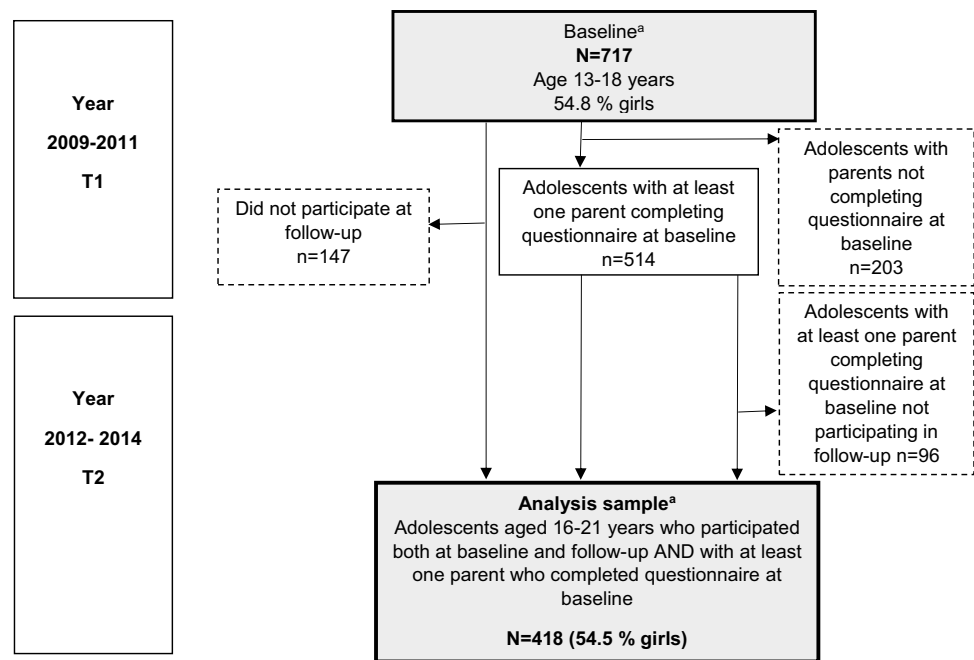 Year
2009-2011
T1
Baselineᵃ
N=717
Age 13-18 years
54.8 % girls
Did not participate at
follow-up
n=147
Adolescents with at least
one parent completing
questionnaire at baseline
n=514
Adolescents with
parents not
completing
questionnaire at
baseline
n=203
Year
2012- 2014
T2
Adolescents with
at least one parent
completing
questionnaire at
baseline not
participating in
follow-up n=96
Analysis sampleᵃ
Adolescents aged 16-21 years who participated
both at baseline and follow-up AND with at least
one parent who completed questionnaire at
baseline
N=418 (54.5 % girls)